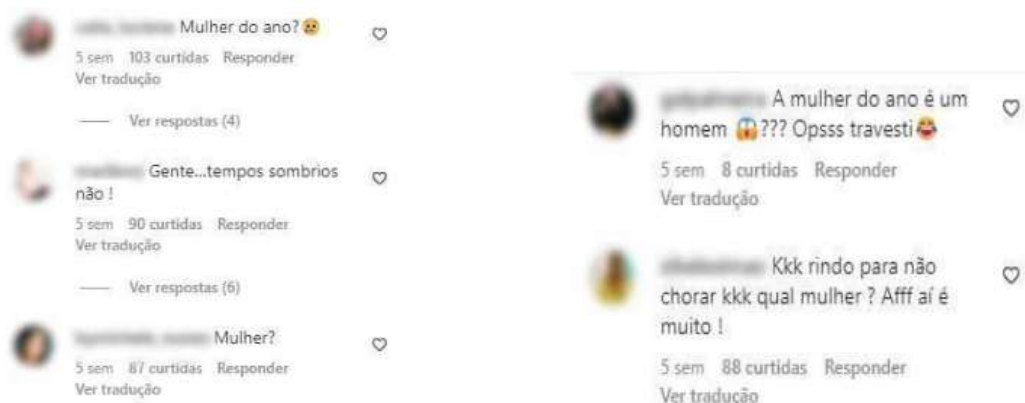 Mulher do ano?🥺
5 sem 103 curtidas Responder
Ver tradução
Ver respostas (4)
Gente...tempos sombrios
não !
5 sem 90 curtidas Responder
Ver tradução
Ver respostas (6)
Mulher?
5 sem 87 curtidas Responder
Ver tradução
A mulher do ano é um
homem 😱??? Opsss travesti😂
5 sem 8 curtidas Responder
Ver tradução
Kkk rindo para não
chorar kkk qual mulher ? Afff aí é
muito !
5 sem 88 curtidas Responder
Ver tradução